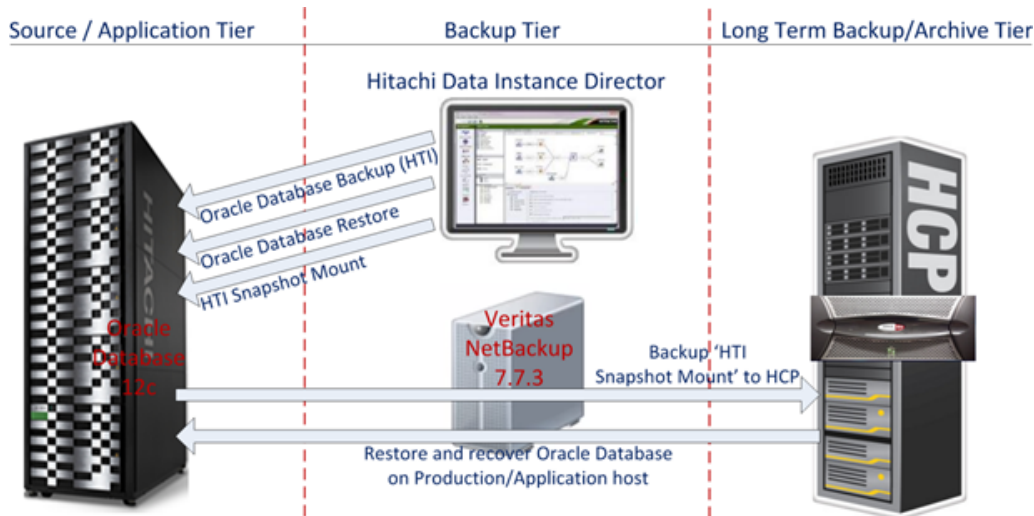 Source / Application Tier
Backup Tier
Long Term Backup/Archive Tier
Hitachi Data Instance Director
Oracle Database Backup (HTI)
Oracle Database Restore
HTI Snapshot Mount
HITACHI
HCP
Oracle
Database
12c
Veritas
NetBackup
7.7.3
Backup ‘HTI
Snapshot Mount’ to HCP
Restore and recover Oracle Database
on Production/Application host